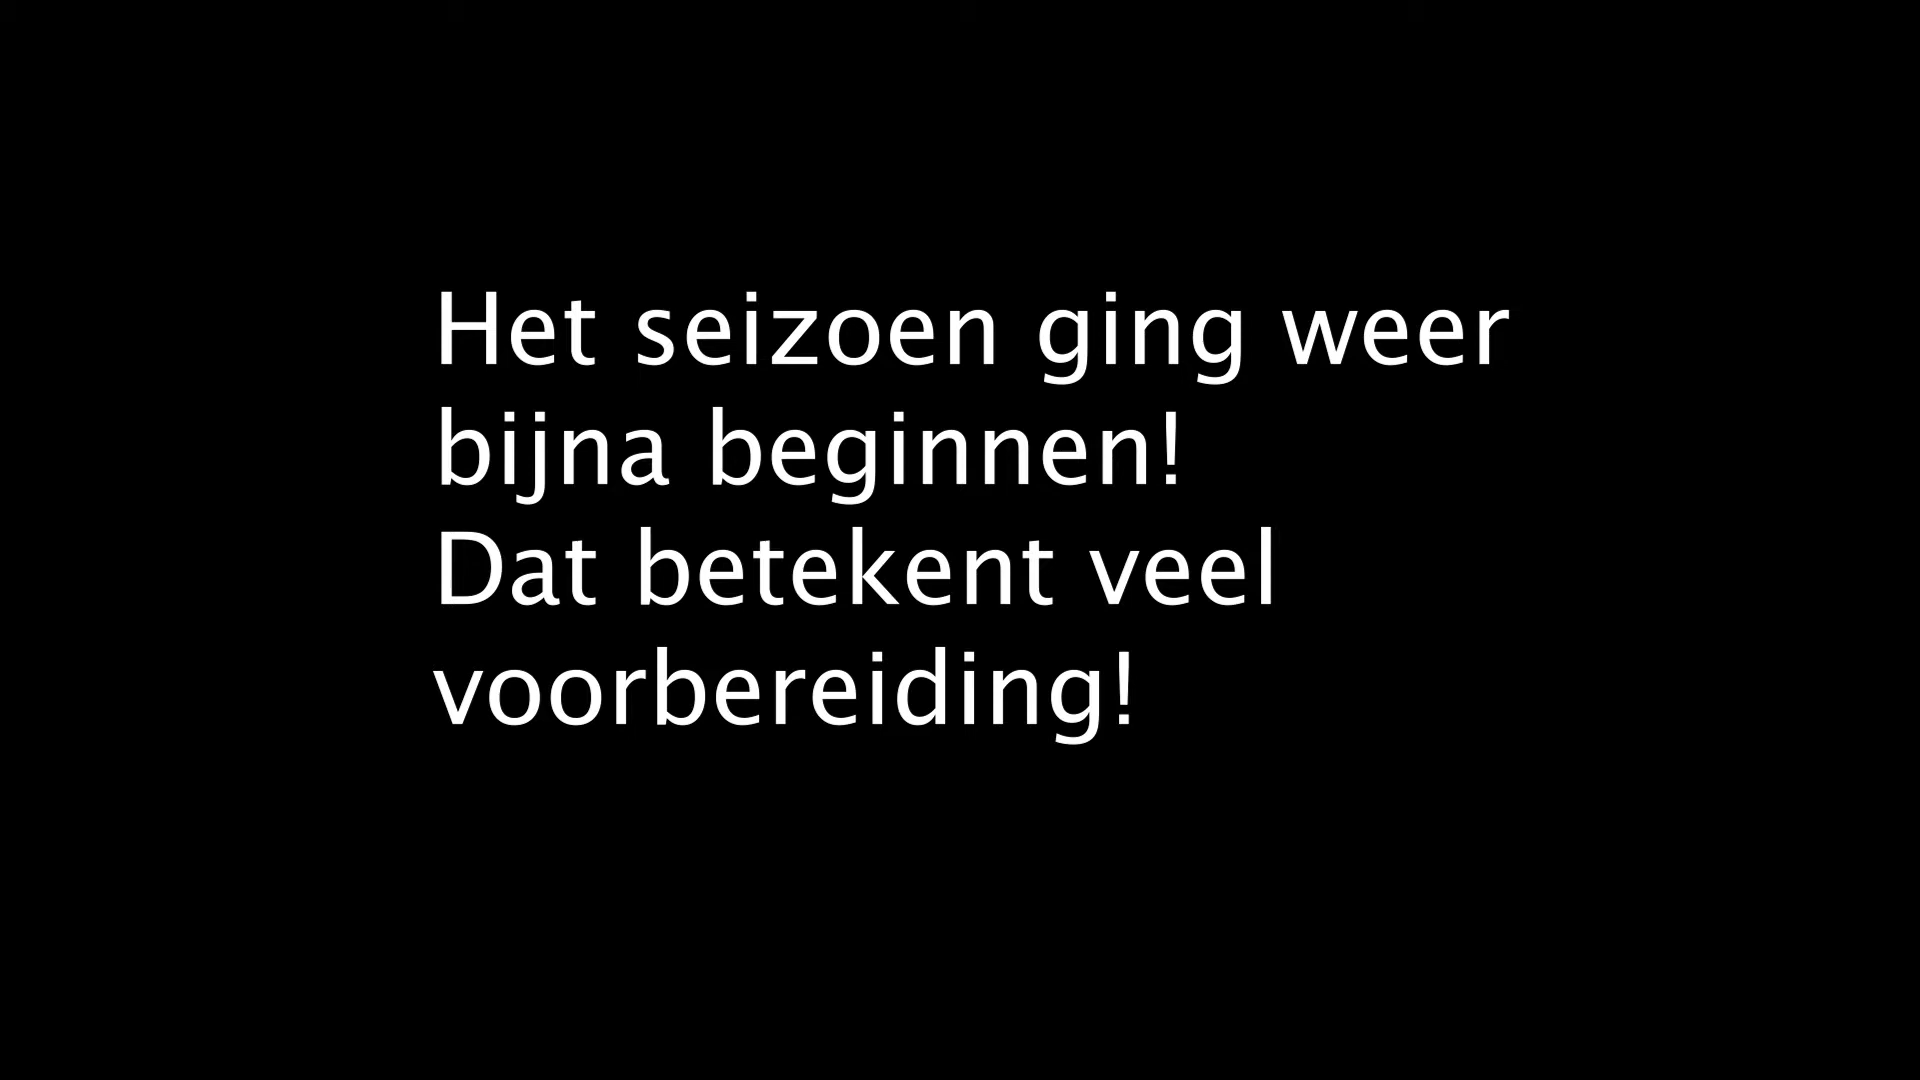 Het seizoen ging weer
bijna beginnen!
Dat betekent veel
voorbereiding!